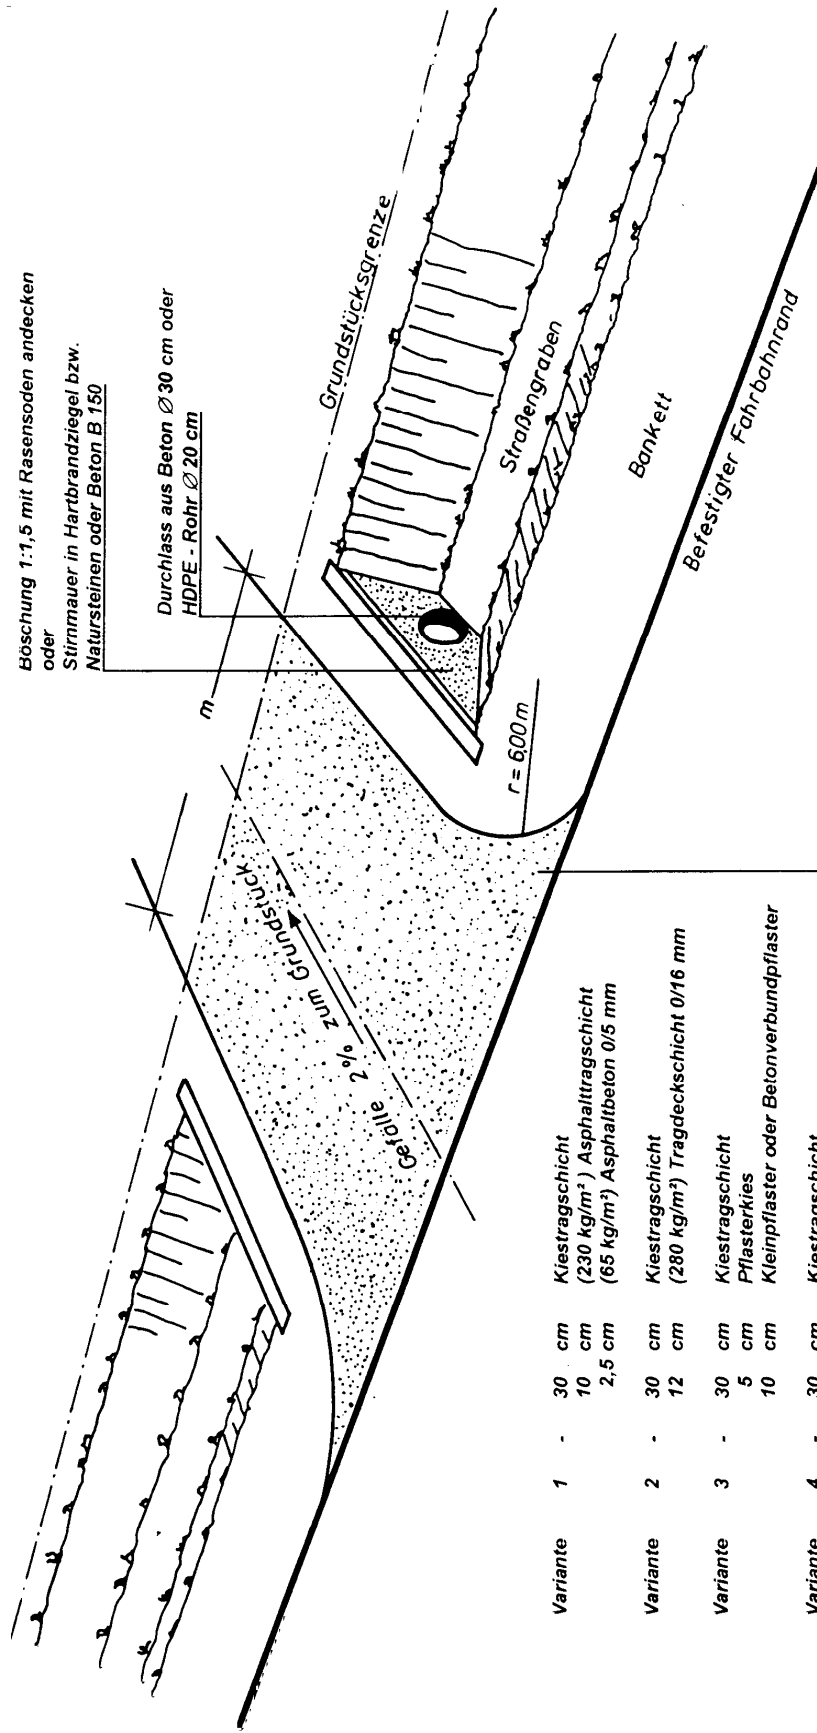 Böschung 1:1,5 mit Rasensoden andecken
oder
Stirnmauer in Hartbrandziegel bzw.
Natursteinen oder Beton B 150
Durchlass aus Beton Ø 30 cm oder
HDPE - Rohr Ø 20 cm
Grundstücksgrenze
m
Straßengraben
Bankett
Befestigter Fahrbahnrand
r = 6,00 m
Gefälle 2% zum Grundstück
Variante 1 - 30 cm Kiestragschicht
10 cm (230 kg/m²) Asphalttragschicht
2,5 cm (65 kg/m²) Asphaltbeton 0/5 mm
Variante 2 - 30 cm Kiestragschicht
12 cm (280 kg/m²) Tragdeckschicht 0/16 mm
Variante 3 - 30 cm Kiestragschicht
5 cm Pflasterkies
10 cm Kleinpflaster oder Betonverbundpflaster
Variante 4 - 30 cm Kiestragschicht